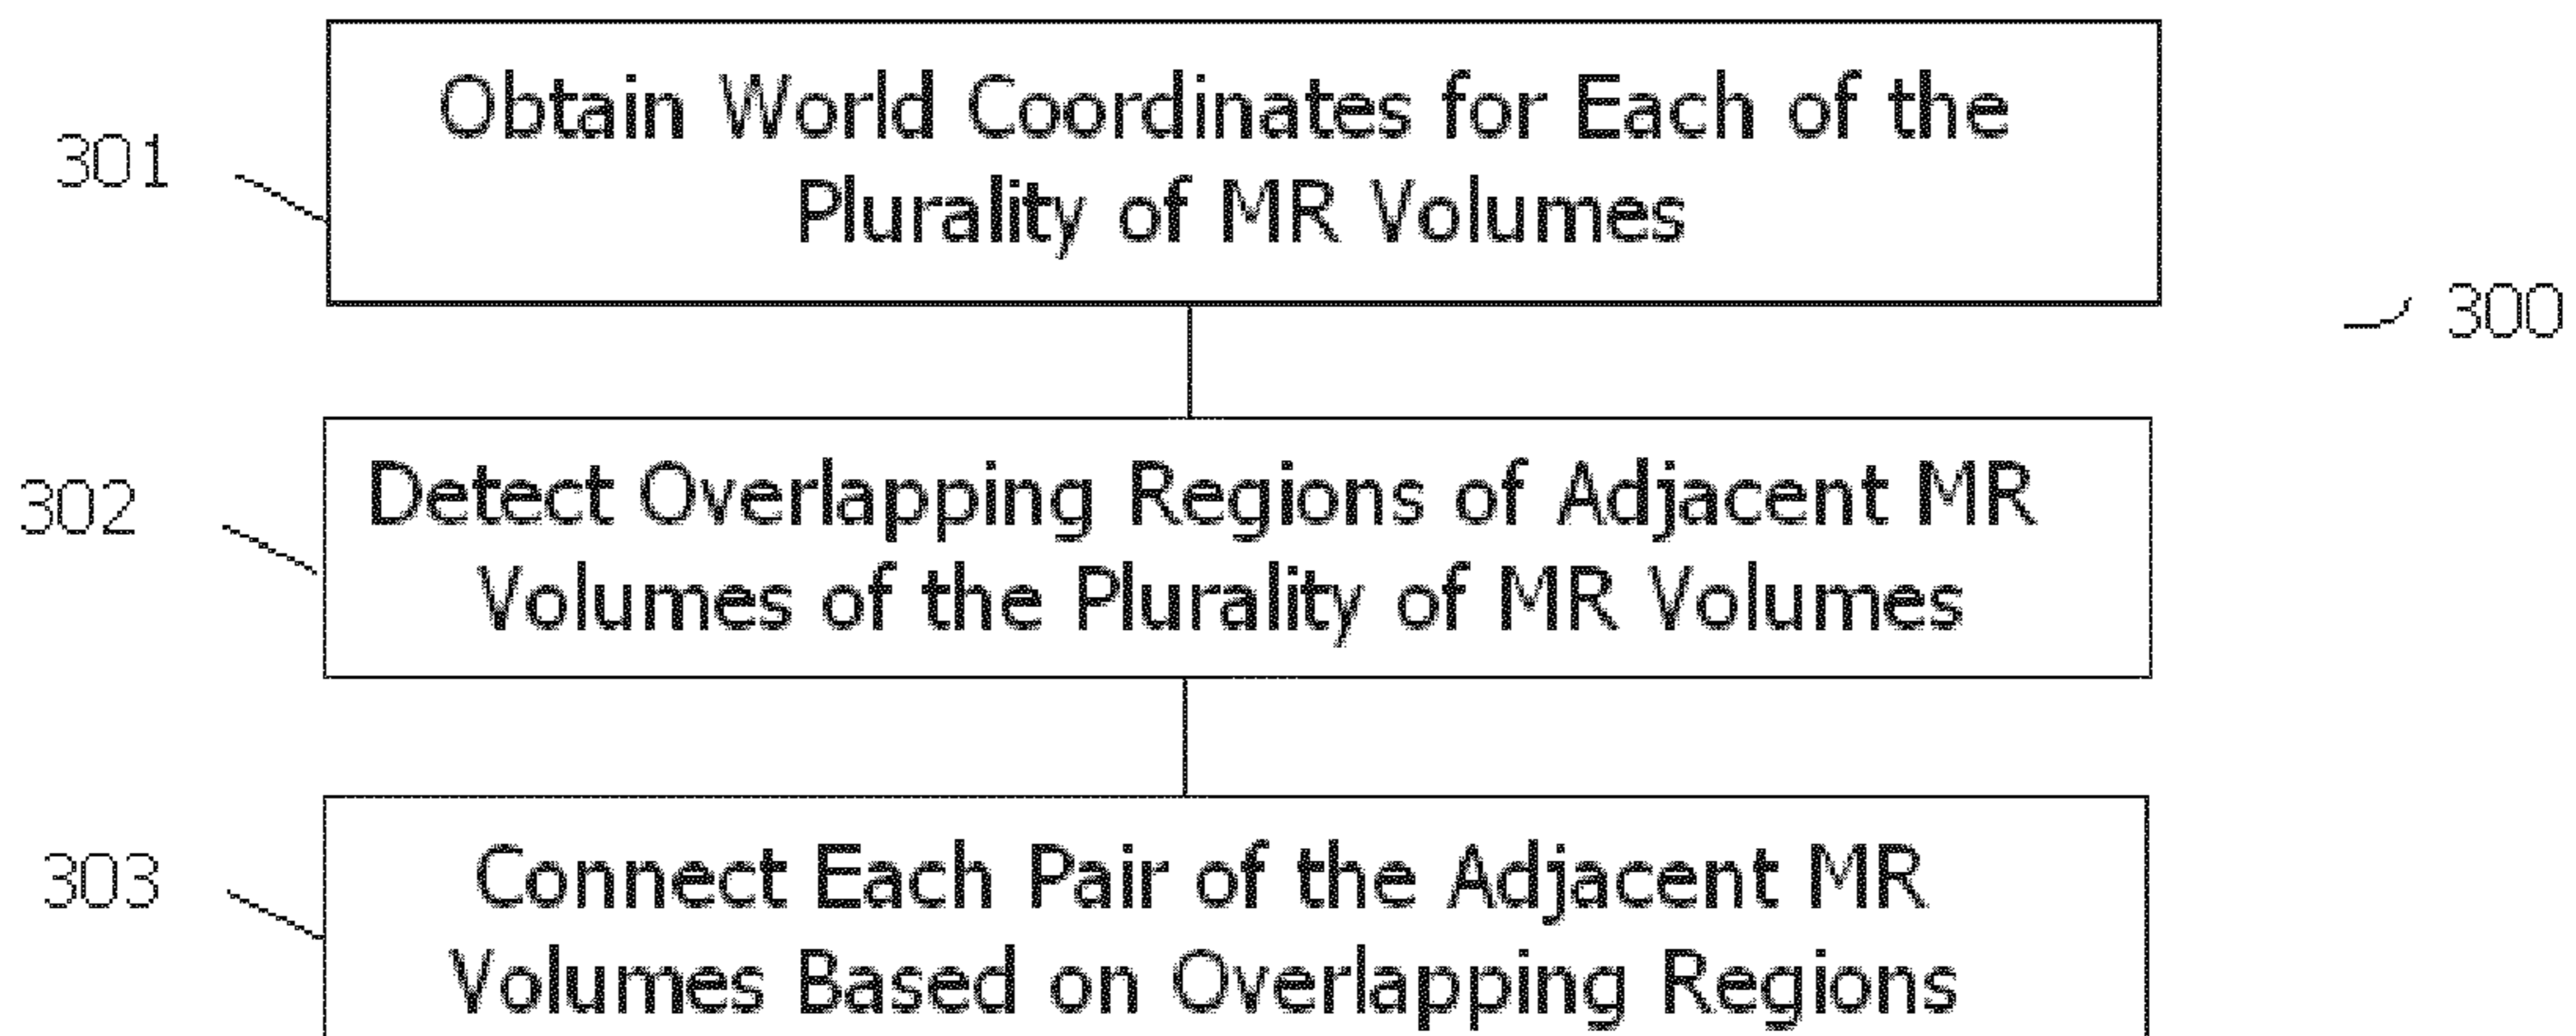 Obtain World Coordinates for Each of the
Plurality of MR Volumes
301
300
Detect Overlapping Regions of Adjacent MR
Volumes of the Plurality of MR Volumes
302
Connect Each Pair of the Adjacent MR
Volumes Based on Overlapping Regions
303